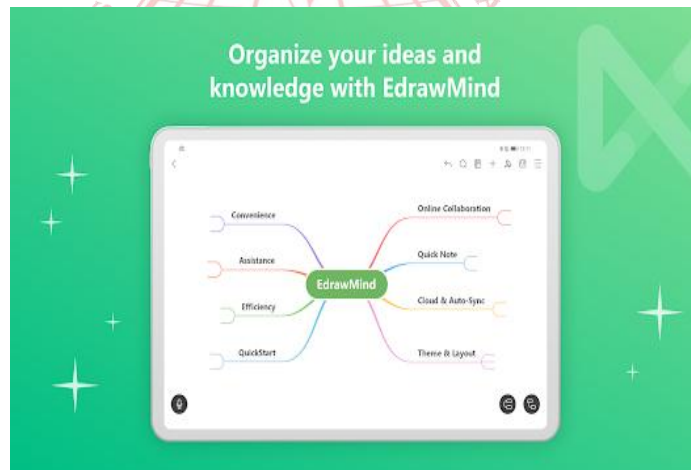 Organize your ideas and
knowledge with EdrawMind
Convenience
Online Collaboration
Assistance
Quick Note
EdrawMind
Efficiency
Cloud & Auto-Sync
QuickStart
Theme & Layout